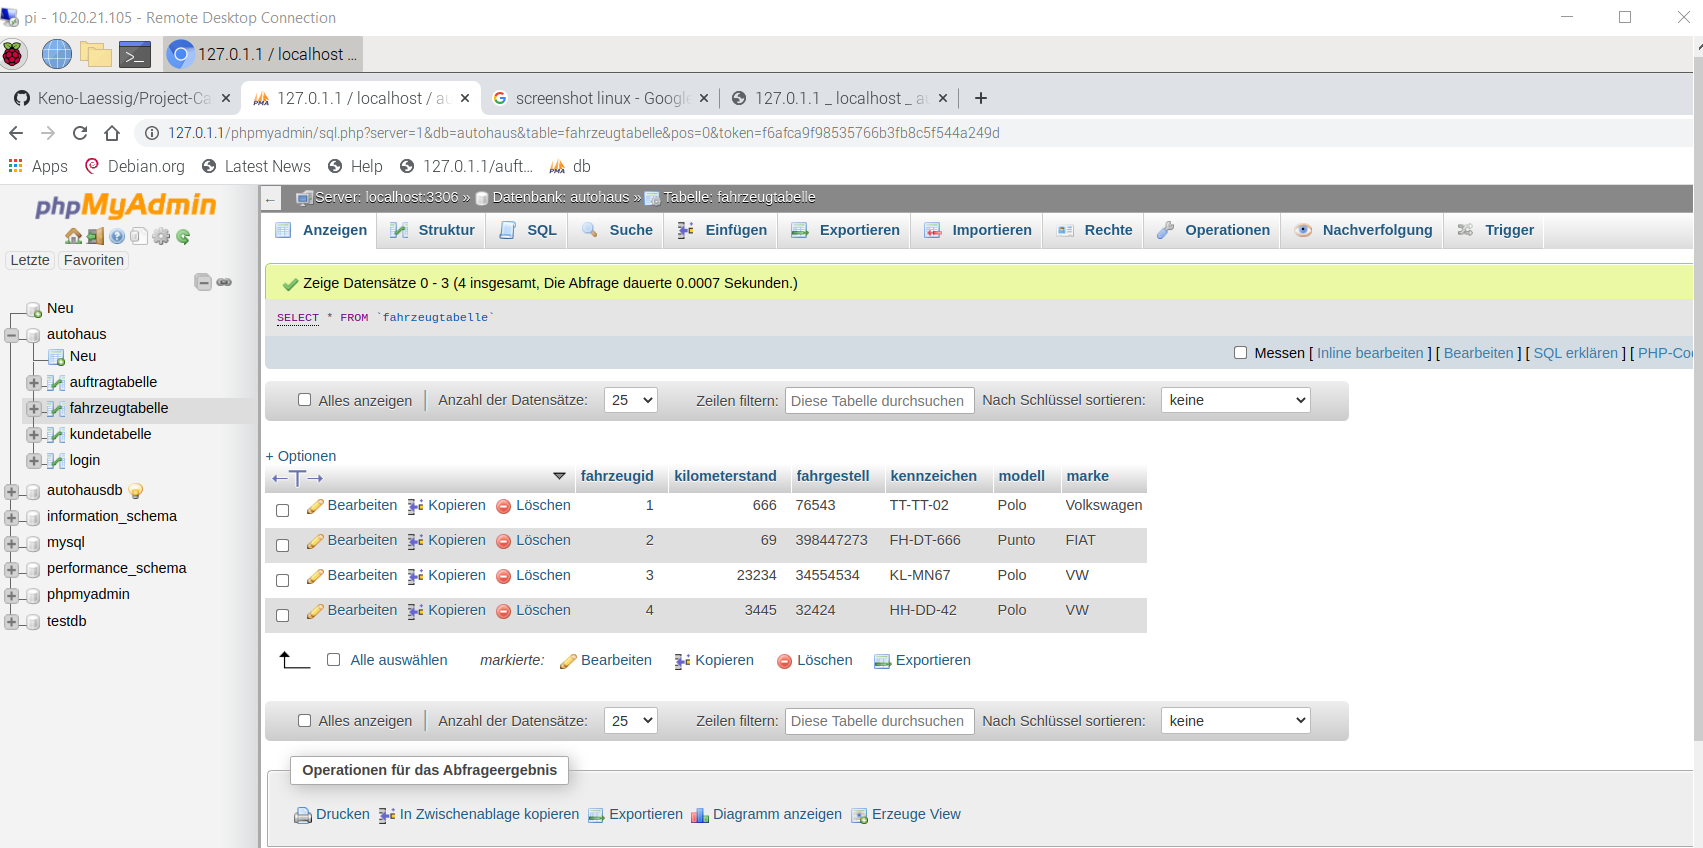 pi - 10.20.21.105 - Remote Desktop Connection
127.0.1.1 / localhost ...
Keno-Laessig/Project-Ca
127.0.1.1 / localhost / au
screenshot linux - Google
127.0.1.1 _ localhost _ au
127.0.1.1/phpmyadmin/sql.php?server=1&db=autohaus&table=fahrzeugtabelle&pos=0&token=f6afca9f98535766b3fb8c5f544a249d
Apps Debian.org Latest News Help 127.0.1.1/auft... db
phpMyAdmin
Letzte Favoriten
Neu
autohaus
Neu
auftragtabelle
fahrzeugtabelle
kundetabelle
login
autohausdb
information_schema
mysql
performance_schema
phpmyadmin
testdb
Server: localhost:3306 » Datenbank: autohaus » Tabelle: fahrzeugtabelle
Anzeigen Struktur SQL Suche Einfügen Exportieren Importieren Rechte Operationen Nachverfolgung Trigger
Zeige Datensätze 0 - 3 (4 insgesamt, Die Abfrage dauerte 0.0007 Sekunden.)
SELECT * FROM `fahrzeugtabelle`
Messen [ Inline bearbeiten ] [ Bearbeiten ] [ SQL erklären ] [ PHP-Co
Alles anzeigen Anzahl der Datensätze: 25 Zeilen filtern: Diese Tabelle durchsuchen Nach Schlüssel sortieren: keine
+ Optionen
←T→ fahrzeugid kilometerstand fahrgestell kennzeichen modell marke
Bearbeiten Kopieren Löschen 1 666 76543 TT-TT-02 Polo Volkswagen
Bearbeiten Kopieren Löschen 2 69 398447273 FH-DT-666 Punto FIAT
Bearbeiten Kopieren Löschen 3 23234 34554534 KL-MN67 Polo VW
Bearbeiten Kopieren Löschen 4 3445 32424 HH-DD-42 Polo VW
Alle auswählen markierte: Bearbeiten Kopieren Löschen Exportieren
Alles anzeigen Anzahl der Datensätze: 25 Zeilen filtern: Diese Tabelle durchsuchen Nach Schlüssel sortieren: keine
Operationen für das Abfrageergebnis
Drucken In Zwischenablage kopieren Exportieren Diagramm anzeigen Erzeuge View